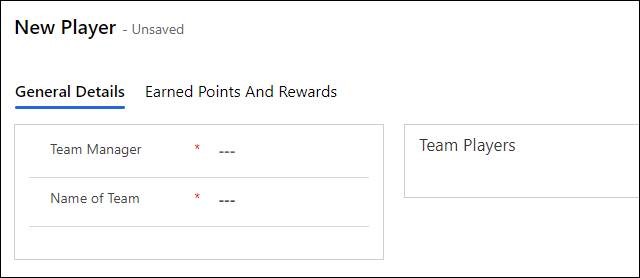 New Player - Unsaved
General Details Earned Points And Rewards
Team Manager * ---
Name of Team * ---
Team Players